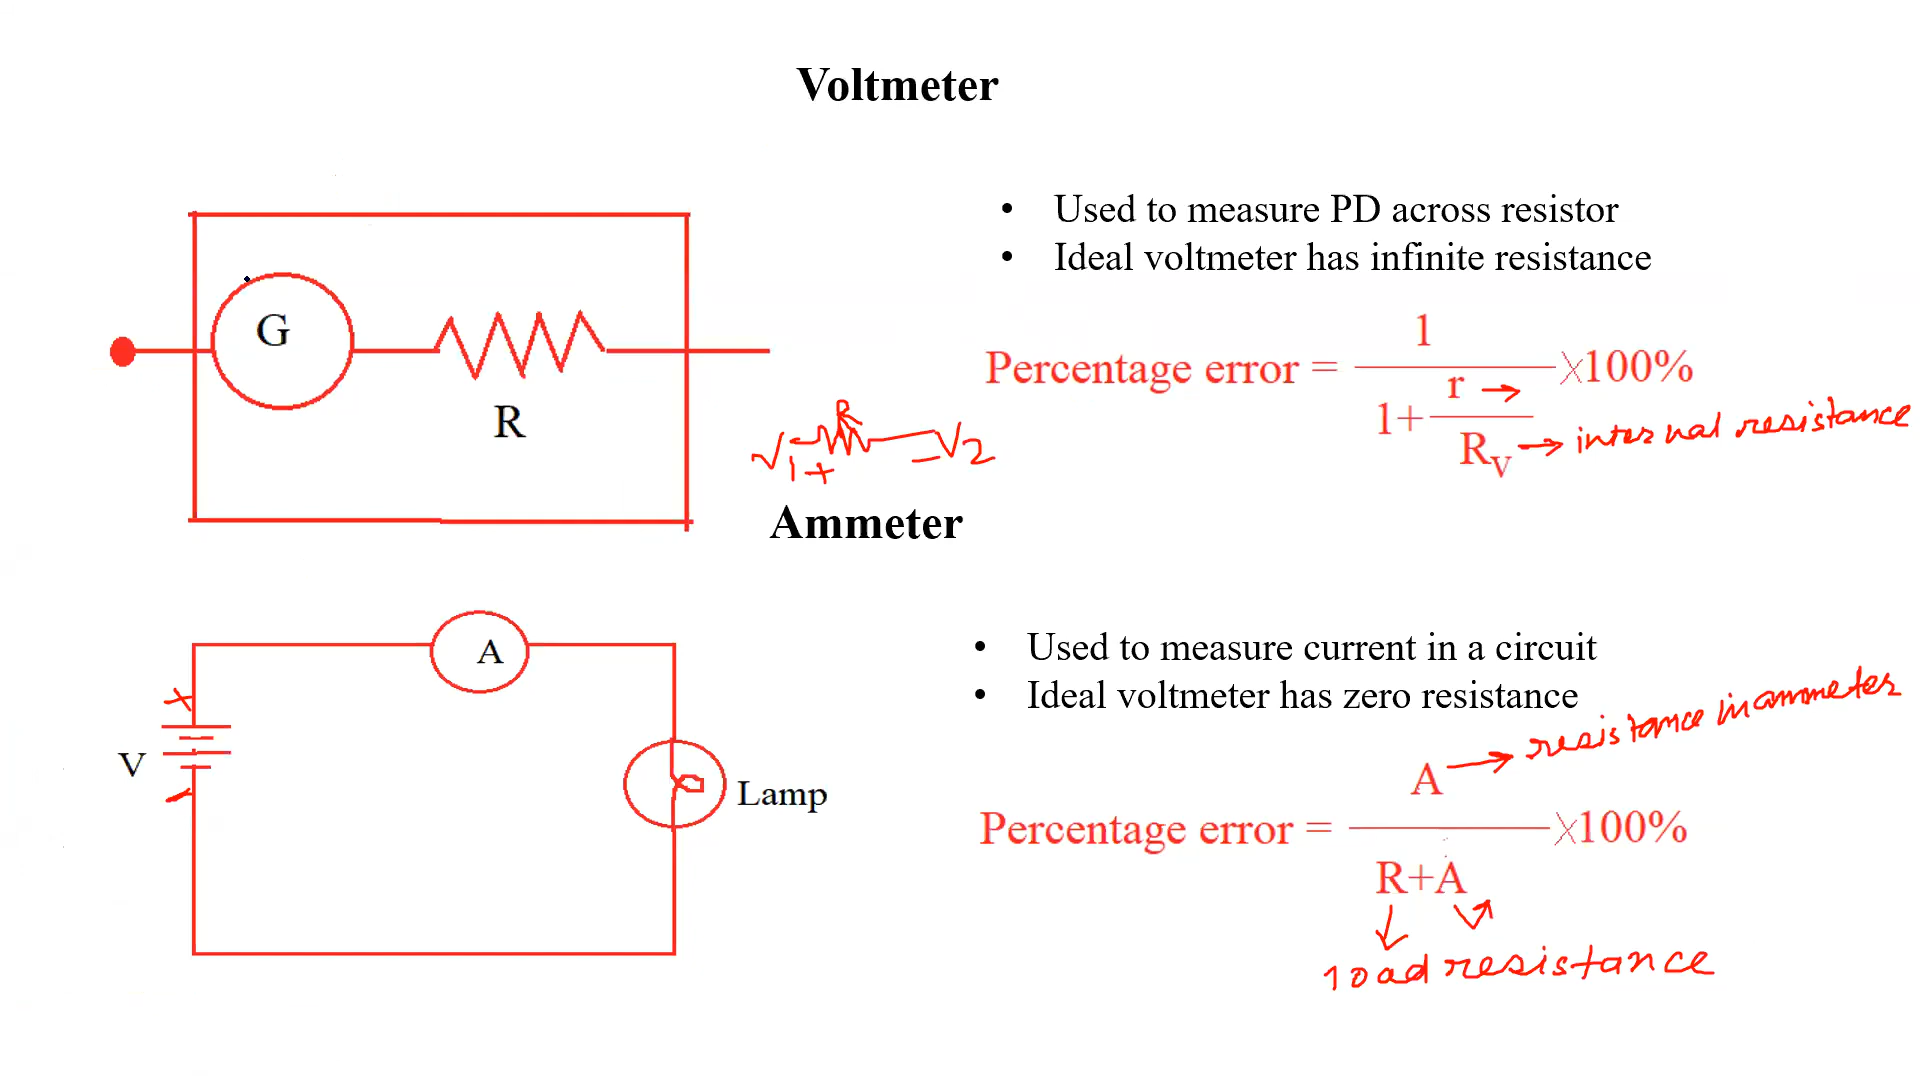 Voltmeter
G
R
• Used to measure PD across resistor
• Ideal voltmeter has infinite resistance
Percentage error = 1 / (1+ r / R_V) ×100%
r →
R_V → internal resistance
V1 + R − V2
Ammeter
A
V
+
−
Lamp
• Used to measure current in a circuit
• Ideal voltmeter has zero resistance
A → resistance in ammeter
Percentage error = A / (R+A) ×100%
load resistance